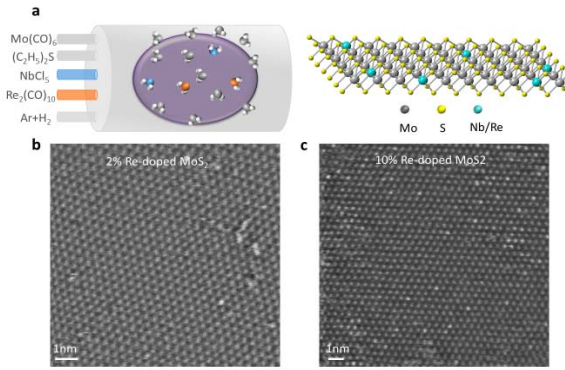 a
Mo(CO)₆
(C₂H₅)₂S
NbCl₅
Re₂(CO)₁₀
Ar+H₂
Mo S Nb/Re
b
2% Re-doped MoS₂
1nm
c
10% Re-doped MoS2
1nm